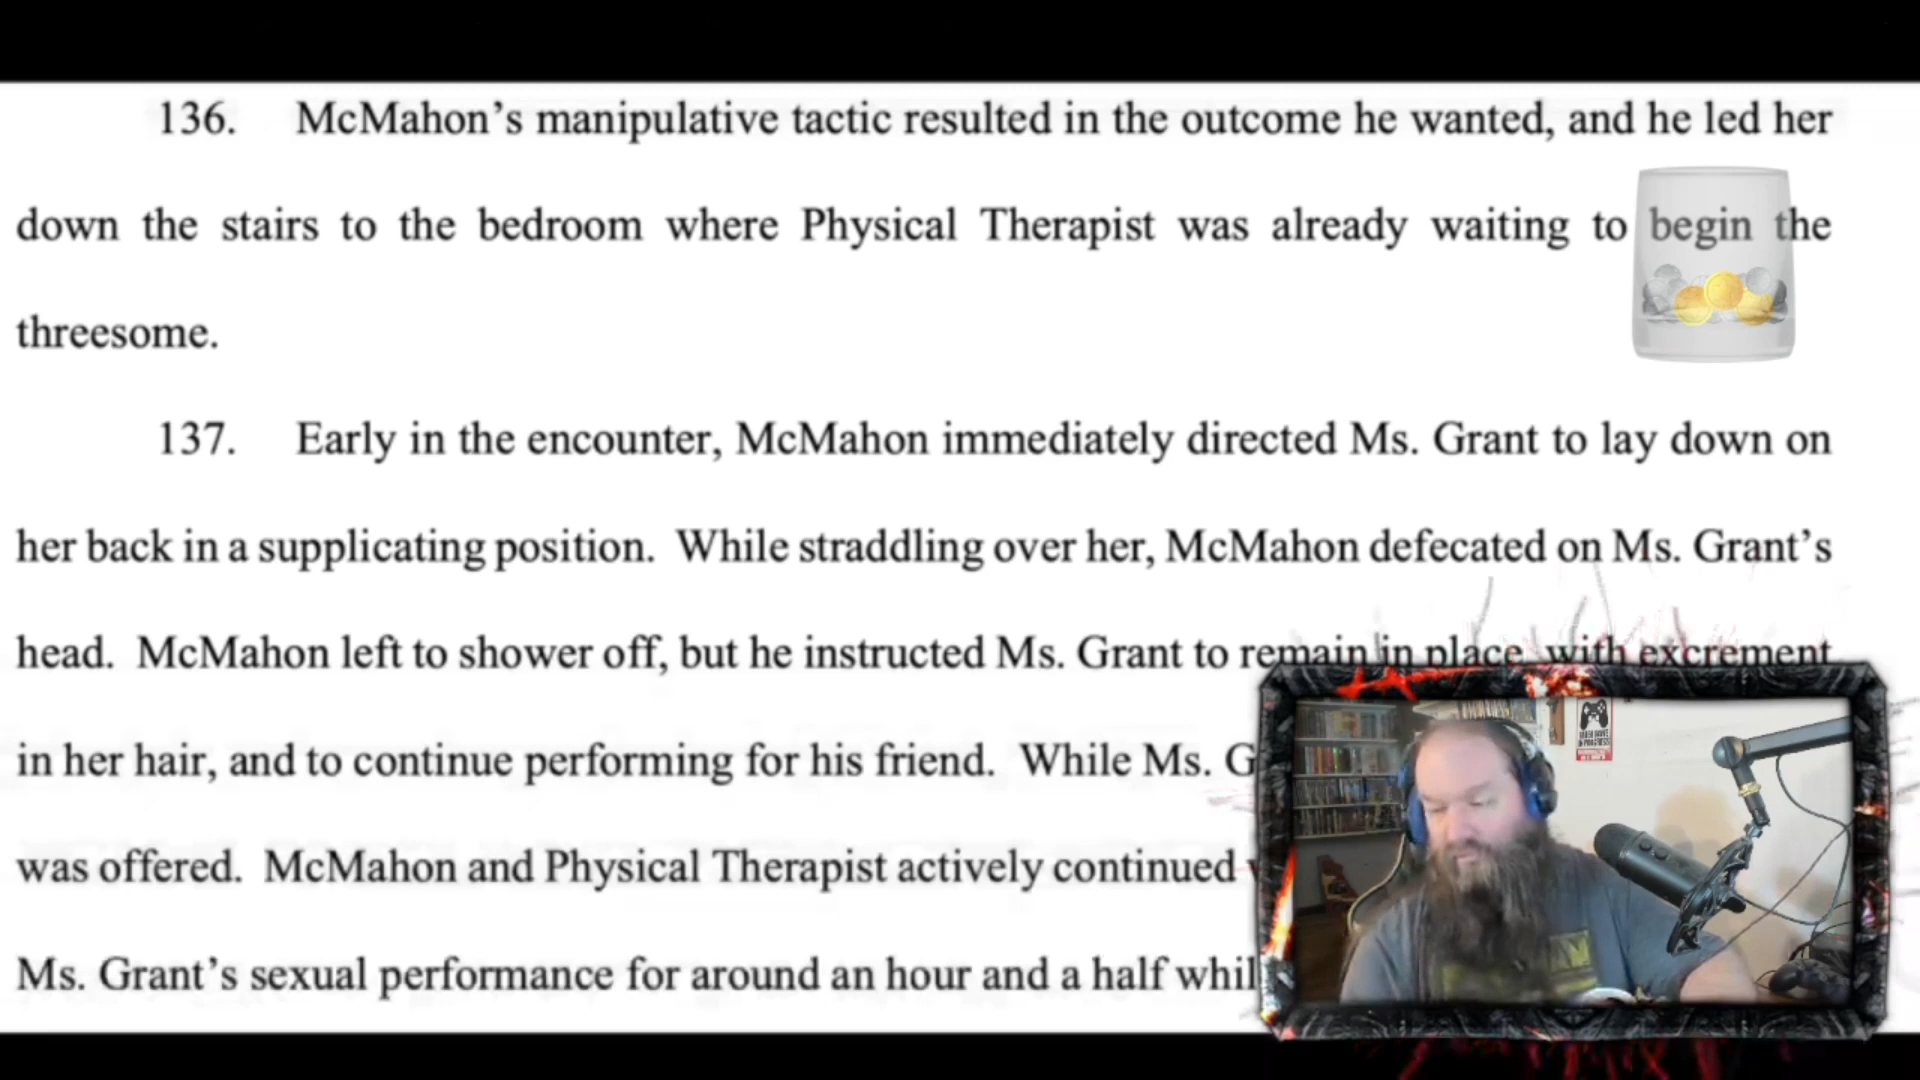 136. McMahon’s manipulative tactic resulted in the outcome he wanted, and he led her
down the stairs to the bedroom where Physical Therapist was already waiting to begin the
threesome.
137. Early in the encounter, McMahon immediately directed Ms. Grant to lay down on
her back in a supplicating position. While straddling over her, McMahon defecated on Ms. Grant’s
head. McMahon left to shower off, but he instructed Ms. Grant to remain in place, with excrement
in her hair, and to continue performing for his friend. While Ms. G
was offered. McMahon and Physical Therapist actively continued
Ms. Grant’s sexual performance for around an hour and a half whil